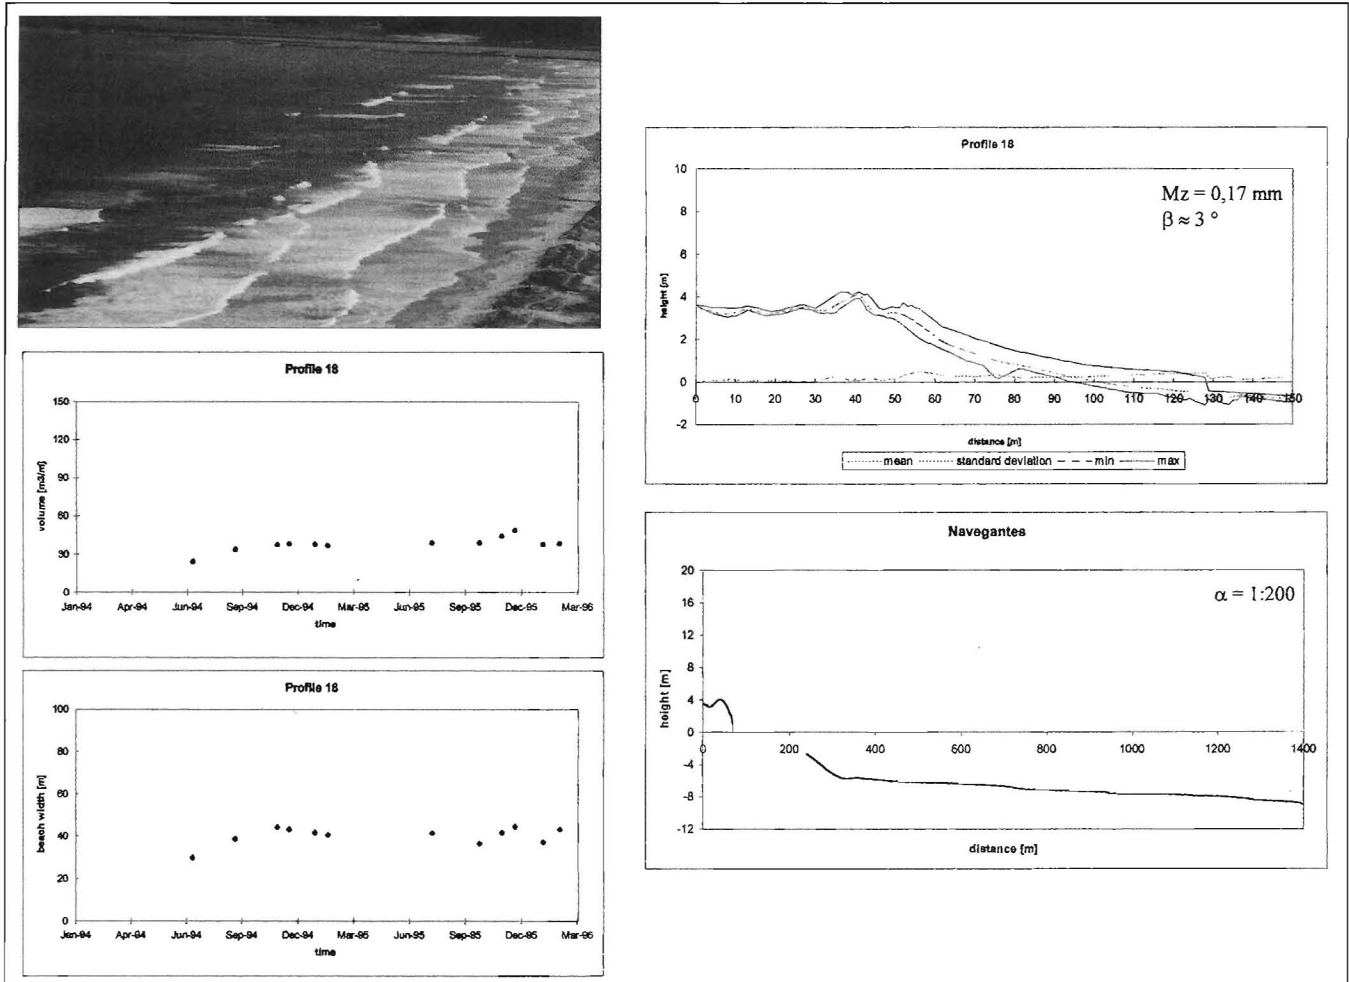 Profile 18
volume [m3/m]
150
120
90
60
30
0
Jan-94 Apr-94 Jun-94 Sep-94 Dec-94 Mar-95 Jun-95 Sep-95 Dec-95 Mar-96
time
Profile 18
beach width [m]
100
80
60
40
20
0
Jan-94 Apr-94 Jun-94 Sep-94 Dec-94 Mar-95 Jun-95 Sep-95 Dec-95 Mar-96
time
Profile 18
Mz = 0,17 mm
β ≈ 3 °
height [m]
10
8
6
4
2
0
-2
0 10 20 30 40 50 60 70 80 90 100 110 120 130 140 150
distance [m]
mean standard deviation min max
Navegantes
α = 1:200
height [m]
20
16
12
8
4
0
-4
-8
-12
0 200 400 600 800 1000 1200 1400
distance [m]